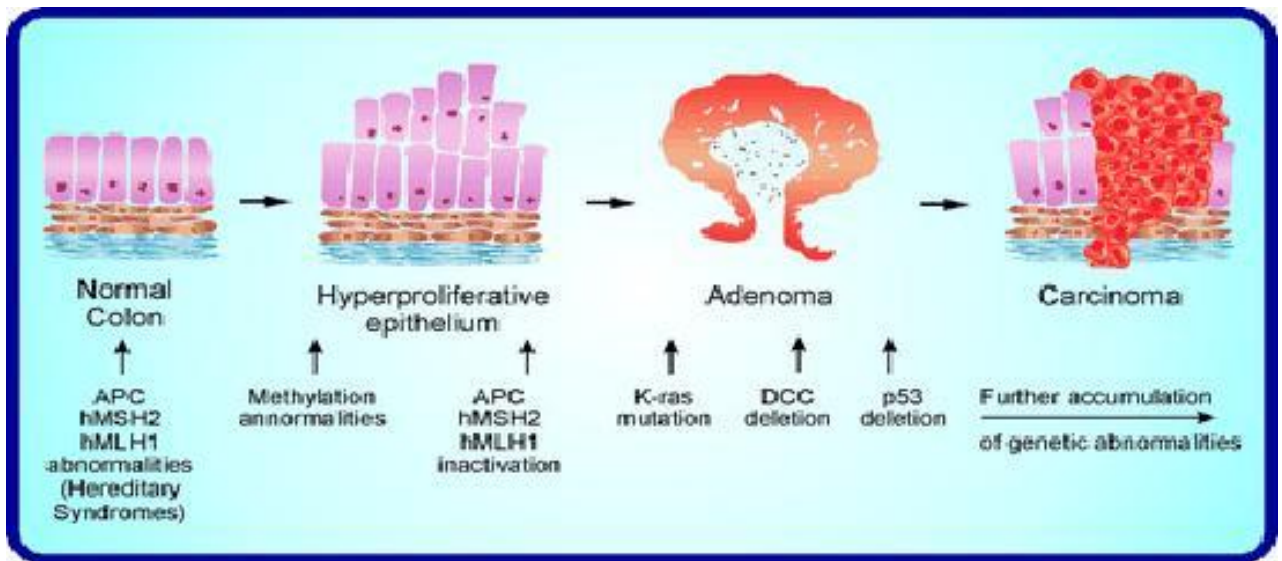 Normal
Colon
Hyperproliferative
epithelium
Adenoma
Carcinoma
APC
hMSH2
hMLH1
abnormalities
(Hereditary
Syndromes)
Methylation
annormalities
APC
hMSH2
hMLH1
inactivation
K-ras
mutation
DCC
deletion
p53
deletion
Further accumulation
of genetic abnormalities